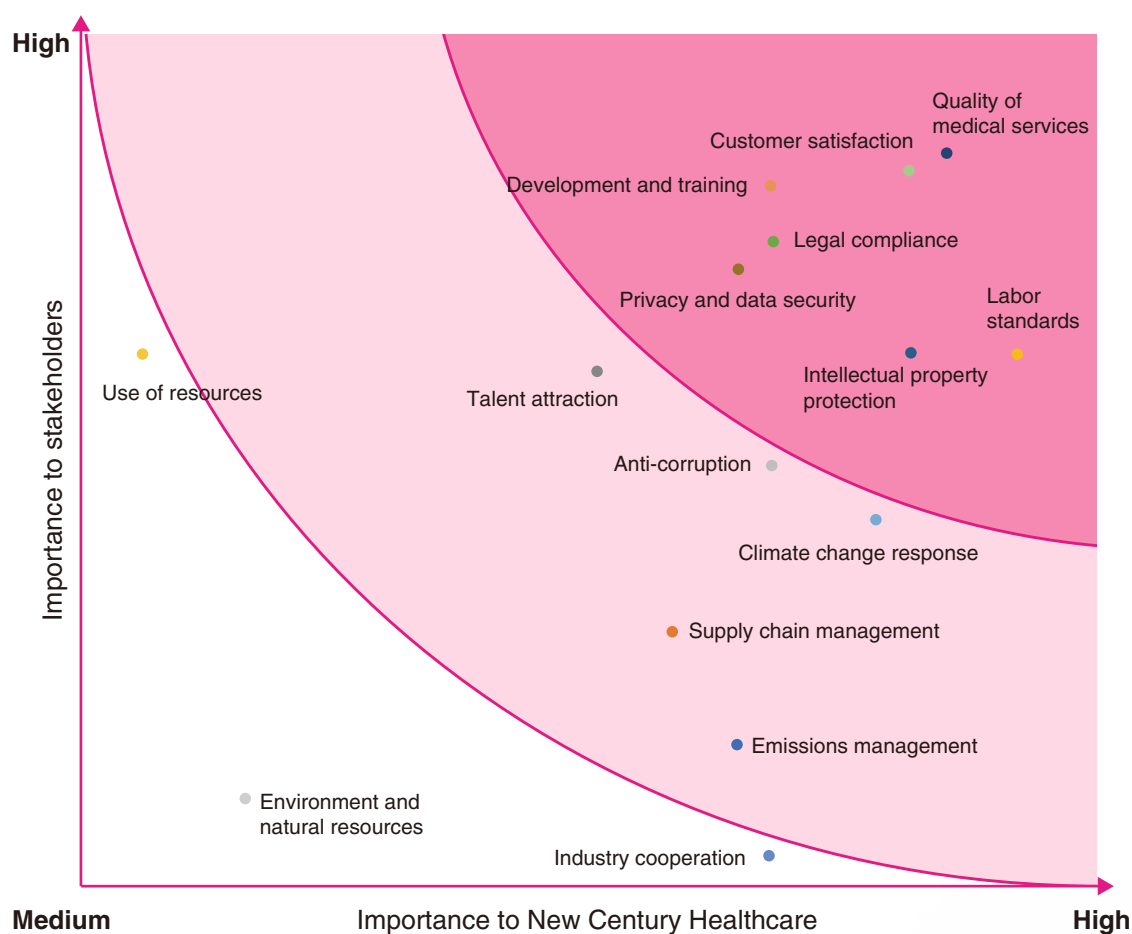 High
Quality of
medical services
Customer satisfaction
Development and training
Legal compliance
Privacy and data security
Labor
standards
Intellectual property
protection
Use of resources
Talent attraction
Anti-corruption
Climate change response
Supply chain management
Emissions management
Environment and
natural resources
Industry cooperation
Importance to stakeholders
Medium
Importance to New Century Healthcare
High